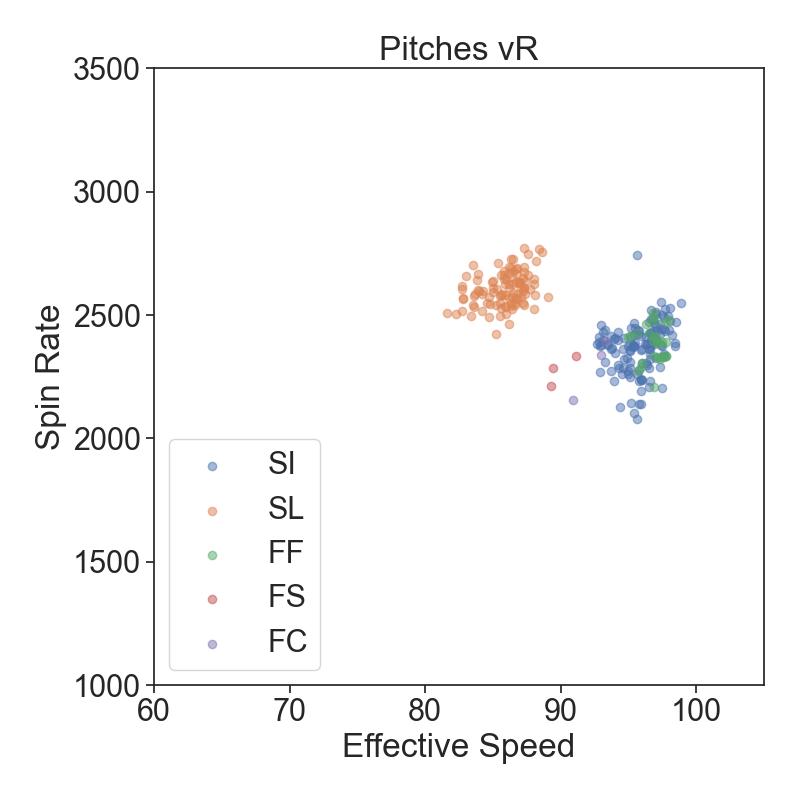 Pitches vR
3500
3000
2500
2000
1500
1000
Spin Rate
SI
SL
FF
FS
FC
60 70 80 90 100
Effective Speed